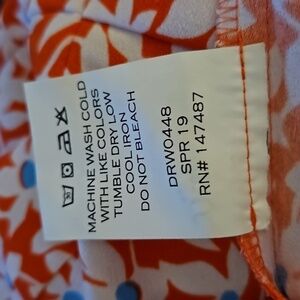 MACHINE WASH COLD
WITH LIKE COLORS
TUMBLE DRY LOW
COOL IRON
DO NOT BLEACH
DRW0448
SPR 19
RN# 147487